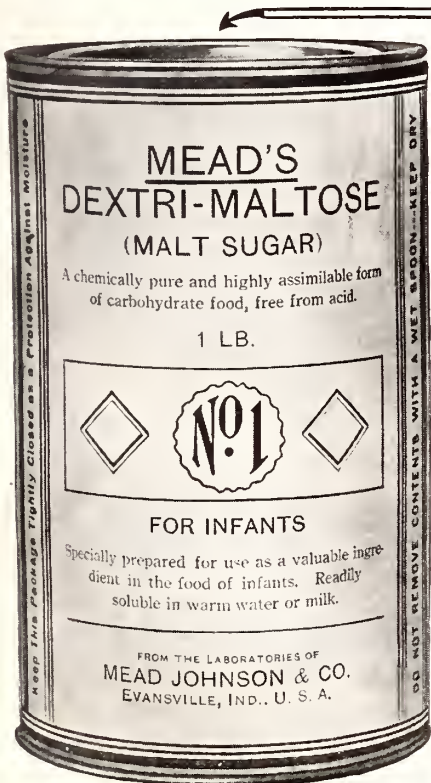 Keep This Package Tightly Closed as a Protection Against Moisture
MEAD'S
DEXTRI-MALTOSE
(MALT SUGAR)
A chemically pure and highly assimilable form
of carbohydrate food, free from acid.
1 LB.
No. 1
FOR INFANTS
Specially prepared for use as a valuable ingre-
dient in the food of infants. Readily
soluble in warm water or milk.
FROM THE LABORATORIES OF
MEAD JOHNSON & CO.
EVANSVILLE, IND., U. S. A.
DO NOT REMOVE CONTENTS WITH A WET SPOON---KEEP DRY